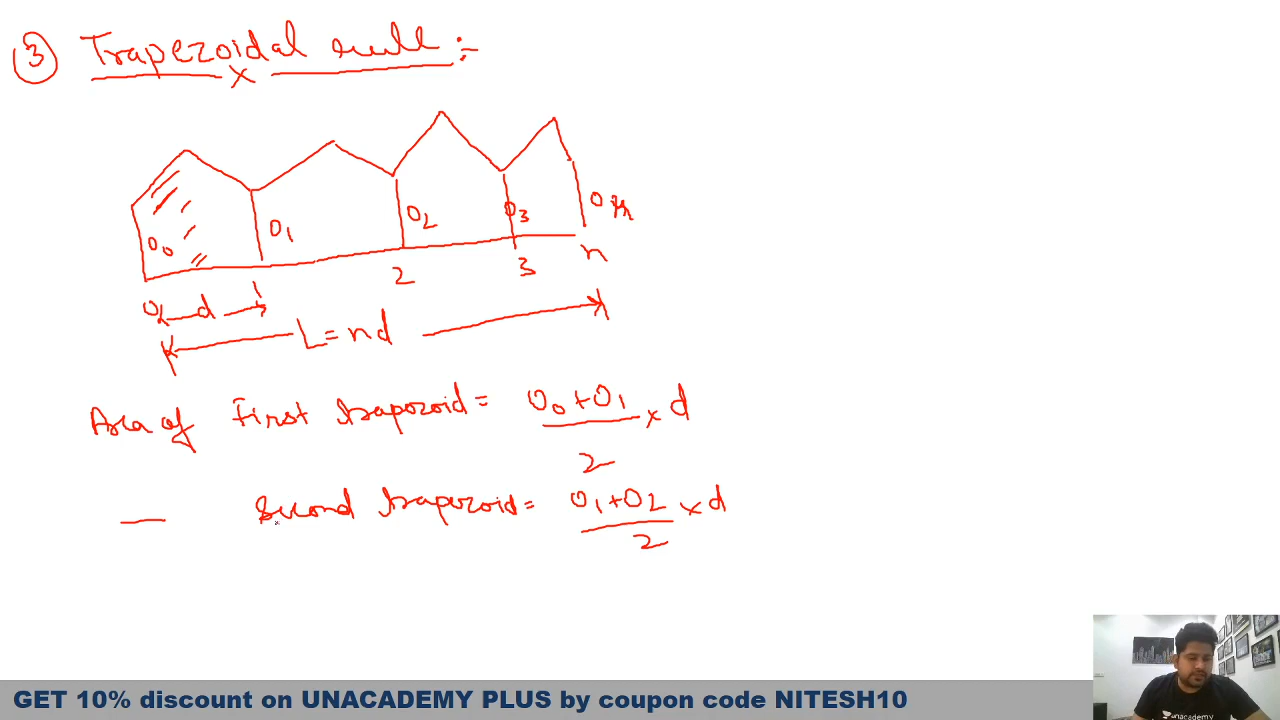 3 Trapezoidal rule :-
O₀ O₁ O₂ O₃ Oₙ
1 2 3 n
d
L = nd
Area of First trapezoid = O₀+O₁/2 × d
— Second trapezoid = O₁+O₂/2 × d
unacademy
GET 10% discount on UNACADEMY PLUS by coupon code NITESH10